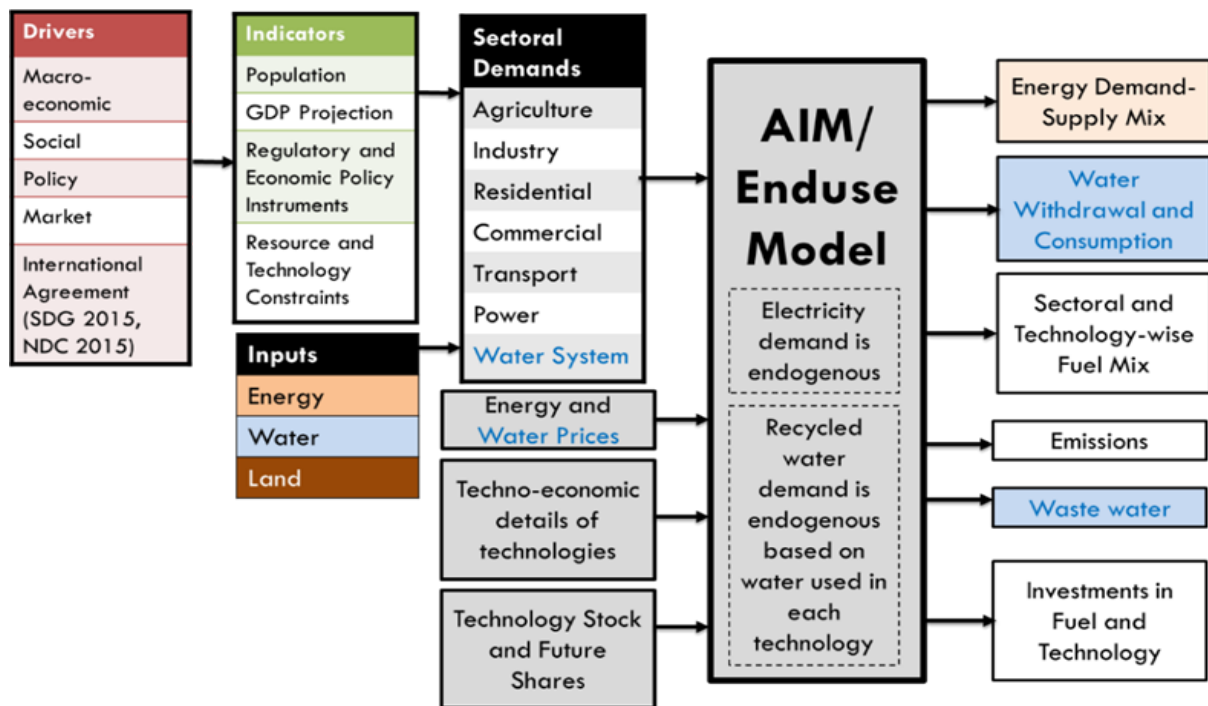 Drivers
Macro-
economic
Social
Policy
Market
International
Agreement
(SDG 2015,
NDC 2015)
Indicators
Population
GDP Projection
Regulatory and
Economic Policy
Instruments
Resource and
Technology
Constraints
Inputs
Energy
Water
Land
Sectoral
Demands
Agriculture
Industry
Residential
Commercial
Transport
Power
Water System
Energy and
Water Prices
Techno-economic
details of
technologies
Technology Stock
and Future
Shares
AIM/
Enduse
Model
Electricity
demand is
endogenous
Recycled
water
demand is
endogenous
based on
water used in
each
technology
Energy Demand-
Supply Mix
Water
Withdrawal and
Consumption
Sectoral and
Technology-wise
Fuel Mix
Emissions
Waste water
Investments in
Fuel and
Technology